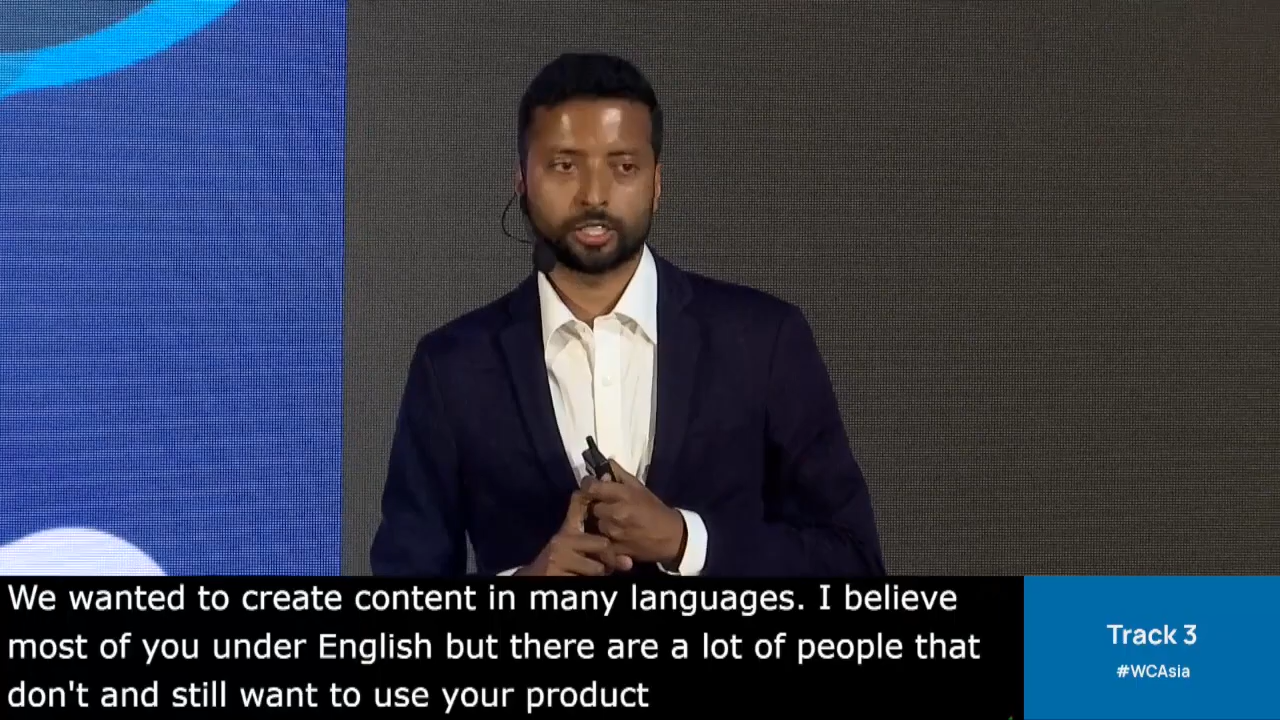 We wanted to create content in many languages. I believe
most of you under English but there are a lot of people that
don't and still want to use your product
Track 3
#WCAsia